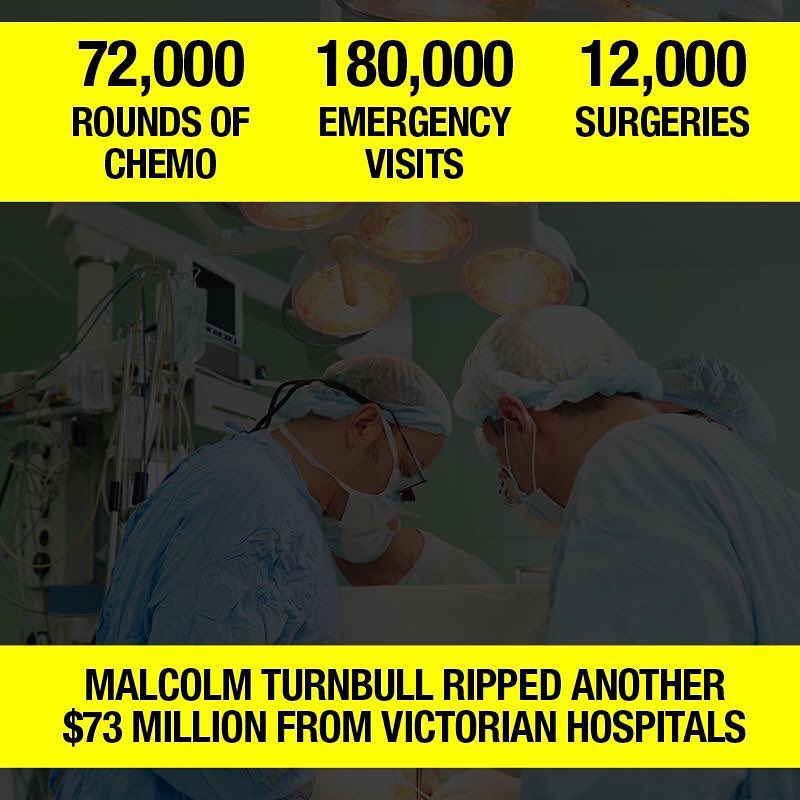 72,000 180,000 12,000
ROUNDS OF EMERGENCY SURGERIES
CHEMO VISITS
MALCOLM TURNBULL RIPPED ANOTHER
$73 MILLION FROM VICTORIAN HOSPITALS